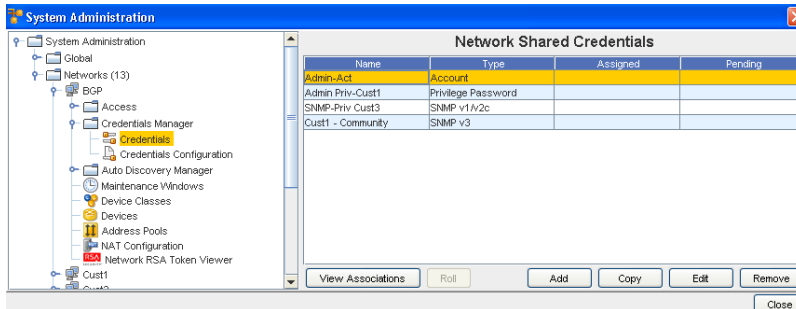 System Administration
System Administration
Global
Networks (13)
BGP
Access
Credentials Manager
Credentials
Credentials Configuration
Auto Discovery Manager
Maintenance Windows
Device Classes
Devices
Address Pools
NAT Configuration
RSA Network RSA Token Viewer
Cust1
Cust2
Network Shared Credentials
Name Type Assigned Pending
Admin-Act Account
Admin Priv-Cust1 Privilege Password
SNMP-Priv Cust3 SNMP v1/v2c
Cust1 - Community SNMP v3
View Associations Roll Add Copy Edit Remove
Close